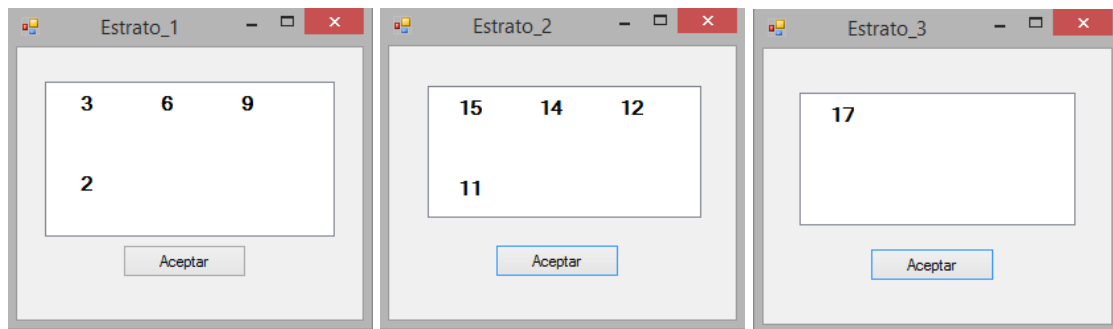 Estrato_1
3 6 9
2
Aceptar
Estrato_2
15 14 12
11
Aceptar
Estrato_3
17
Aceptar